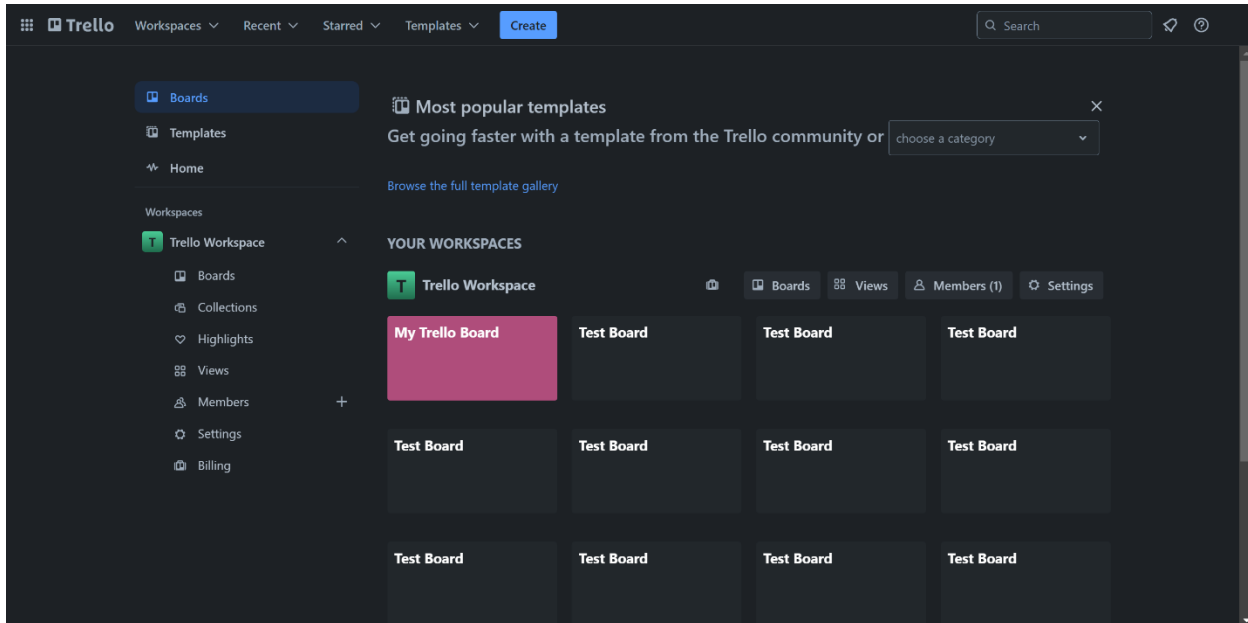 Trello Workspaces Recent Starred Templates Create Search
Boards
Templates
Home
Workspaces
T Trello Workspace
Boards
Collections
Highlights
Views
Members
Settings
Billing
Most popular templates
Get going faster with a template from the Trello community or choose a category
Browse the full template gallery
YOUR WORKSPACES
T Trello Workspace Boards Views Members (1) Settings
My Trello Board Test Board Test Board Test Board
Test Board Test Board Test Board Test Board
Test Board Test Board Test Board Test Board